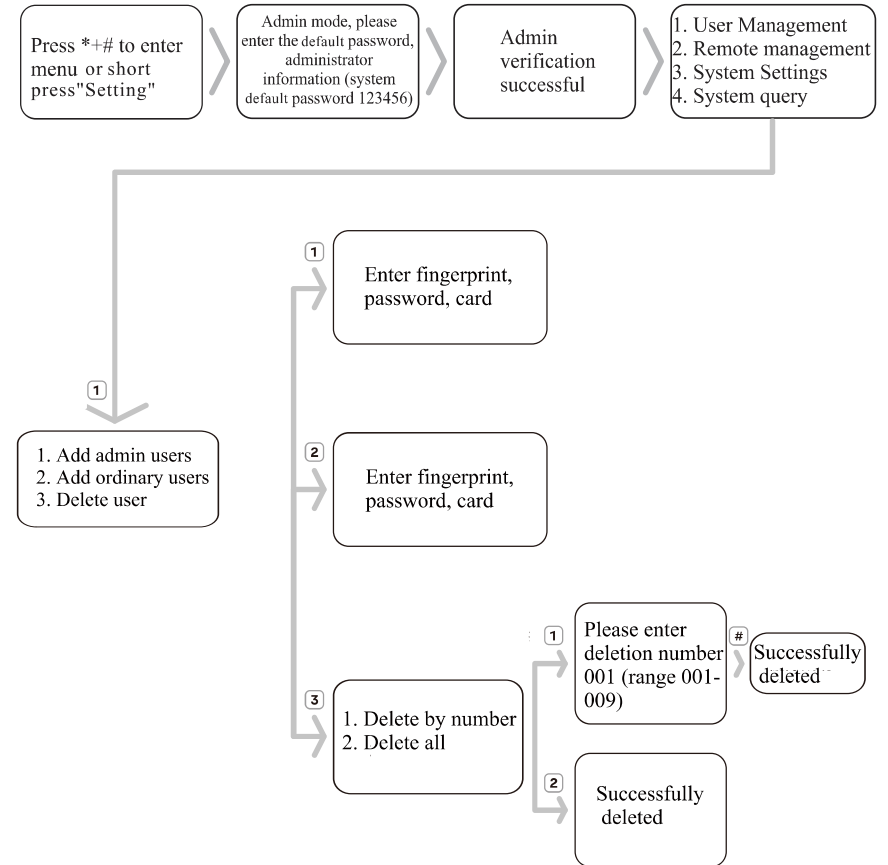 Press *+# to enter
menu or short
press"Setting"
Admin mode, please
enter the default password,
administrator
information (system
default password 123456)
Admin
verification
successful
1. User Management
2. Remote management
3. System Settings
4. System query
1
1. Add admin users
2. Add ordinary users
3. Delete user
1
Enter fingerprint,
password, card
2
Enter fingerprint,
password, card
3
1. Delete by number
2. Delete all
1
Please enter
deletion number
001 (range 001-
009)
#
Successfully
deleted
2
Successfully
deleted